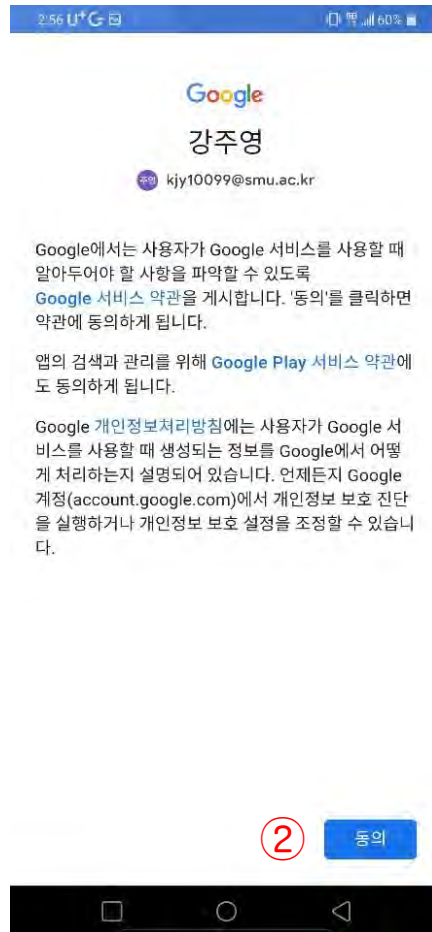 2:56 U+G
60%
Google
강주영
주영 kjy10099@smu.ac.kr
Google에서는 사용자가 Google 서비스를 사용할 때
알아두어야 할 사항을 파악할 수 있도록
Google 서비스 약관을 게시합니다. '동의'를 클릭하면
약관에 동의하게 됩니다.
앱의 검색과 관리를 위해 Google Play 서비스 약관에
도 동의하게 됩니다.
Google 개인정보처리방침에는 사용자가 Google 서
비스를 사용할 때 생성되는 정보를 Google에서 어떻
게 처리하는지 설명되어 있습니다. 언제든지 Google
계정(account.google.com)에서 개인정보 보호 진단
을 실행하거나 개인정보 보호 설정을 조정할 수 있습니
다.
② 동의